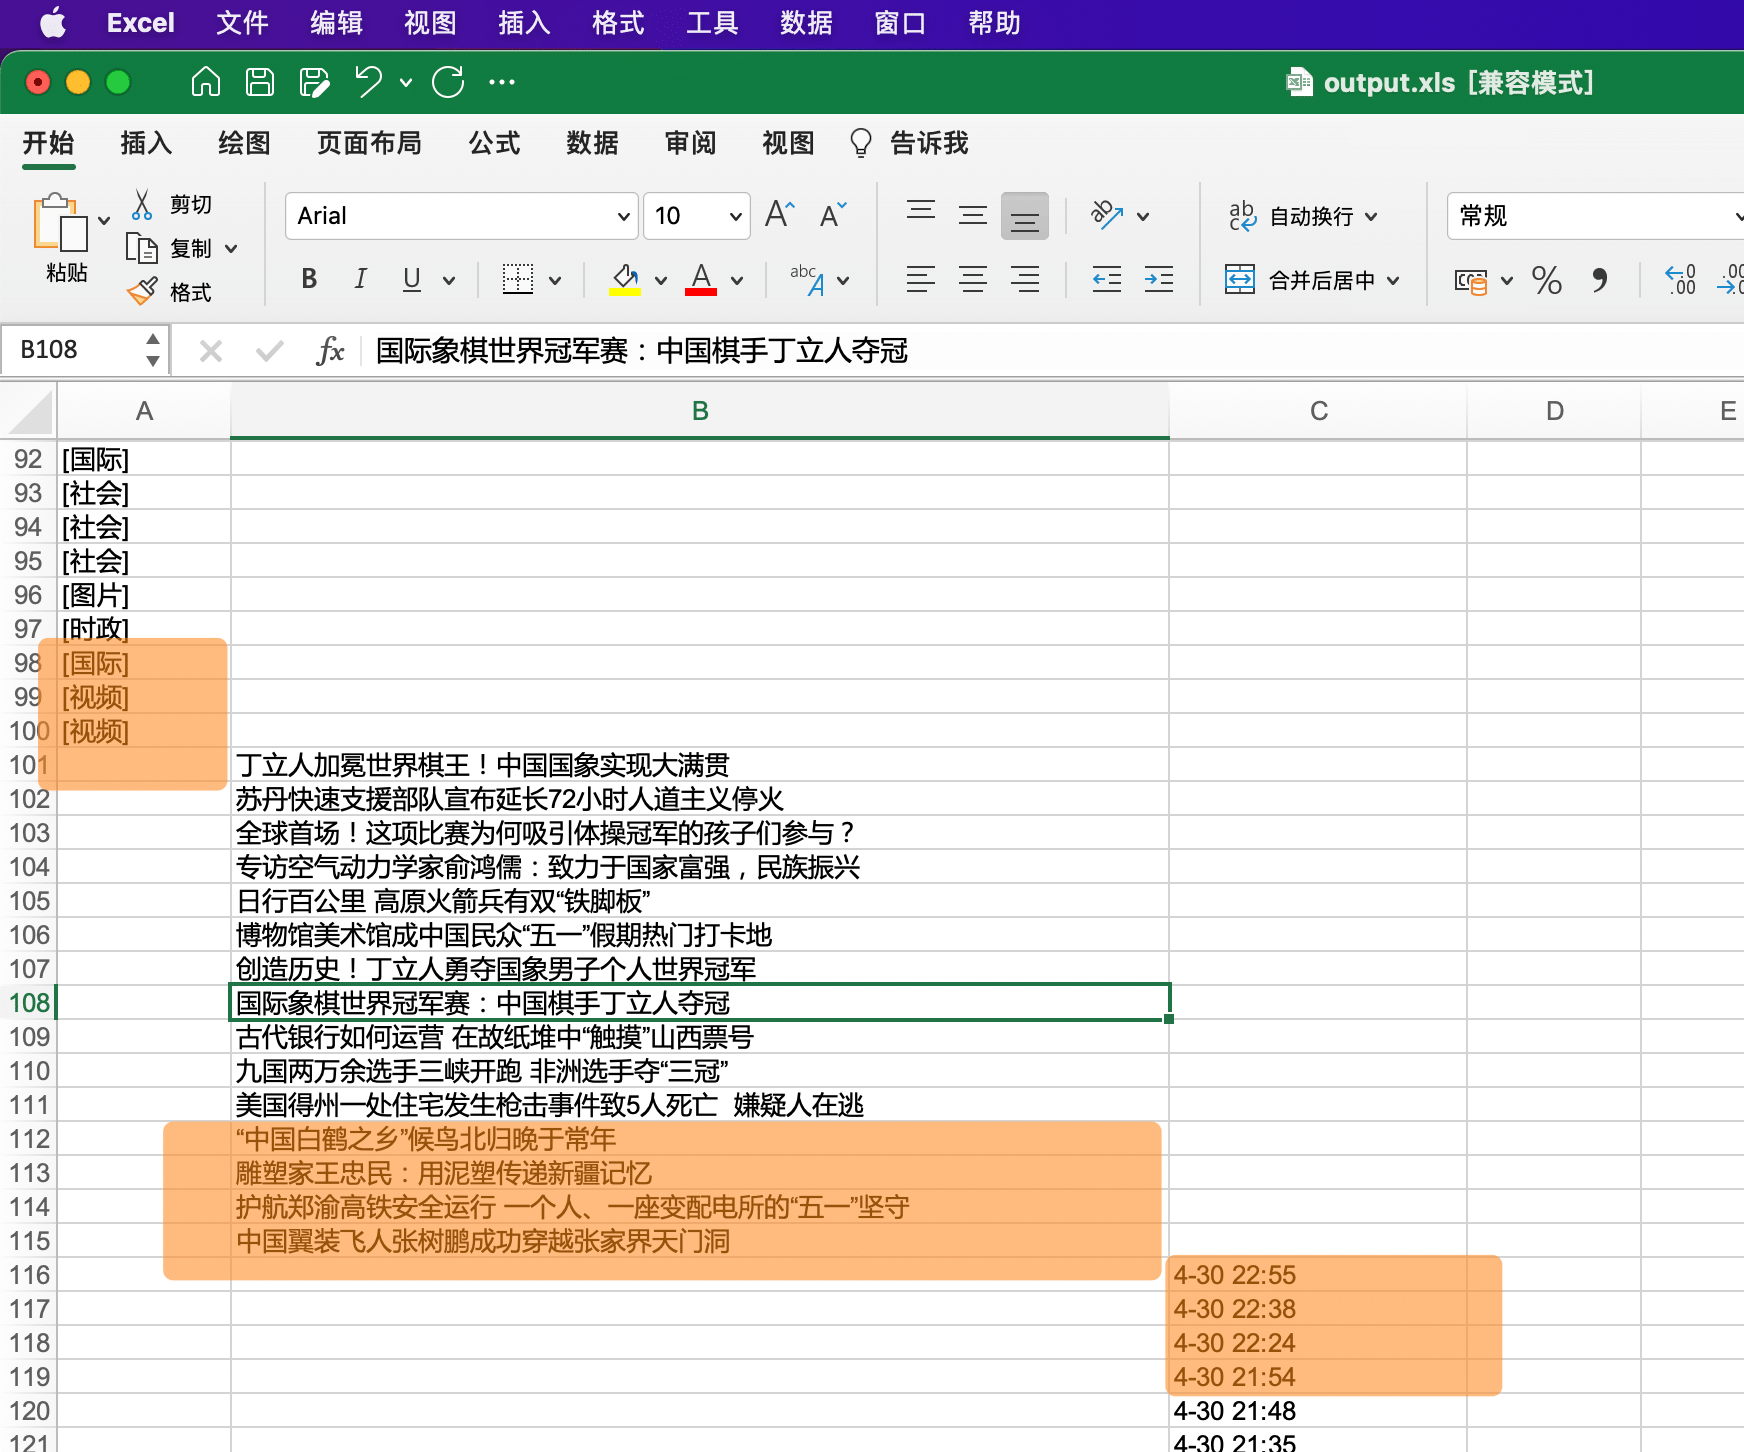 Excel 文件 编辑 视图 插入 格式 工具 数据 窗口 帮助
output.xls [兼容模式]
开始 插入 绘图 页面布局 公式 数据 审阅 视图 告诉我
粘贴
剪切
复制
格式
Arial 10
B I U
自动换行
合并后居中
常规
B108 fx 国际象棋世界冠军赛：中国棋手丁立人夺冠
A B C D E
92 [国际]
93 [社会]
94 [社会]
95 [社会]
96 [图片]
97 [时政]
98 [国际]
99 [视频]
100 [视频]
101 丁立人加冕世界棋王！中国国象实现大满贯
102 苏丹快速支援部队宣布延长72小时人道主义停火
103 全球首场！这项比赛为何吸引体操冠军的孩子们参与？
104 专访空气动力学家俞鸿儒：致力于国家富强，民族振兴
105 日行百公里 高原火箭兵有双“铁脚板”
106 博物馆美术馆成中国民众“五一”假期热门打卡地
107 创造历史！丁立人勇夺国象男子个人世界冠军
108 国际象棋世界冠军赛：中国棋手丁立人夺冠
109 古代银行如何运营 在故纸堆中“触摸”山西票号
110 九国两万余选手三峡开跑 非洲选手夺“三冠”
111 美国得州一处住宅发生枪击事件致5人死亡 嫌疑人在逃
112 “中国白鹤之乡”候鸟北归晚于常年
113 雕塑家王忠民：用泥塑传递新疆记忆
114 护航郑渝高铁安全运行 一个人、一座变配电所的“五一”坚守
115 中国翼装飞人张树鹏成功穿越张家界天门洞
116 4-30 22:55
117 4-30 22:38
118 4-30 22:24
119 4-30 21:54
120 4-30 21:48
121 4-30 21:35